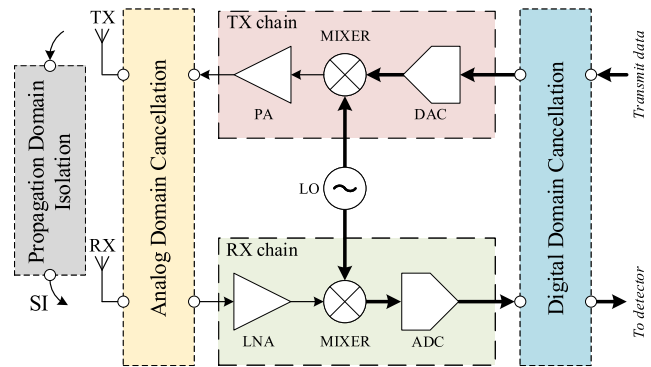 TX
TX chain
MIXER
PA
DAC
Transmit data
Propagation Domain
Isolation
Analog Domain Cancellation
Digital Domain Cancellation
LO
RX
RX chain
SI
LNA
MIXER
ADC
To detector